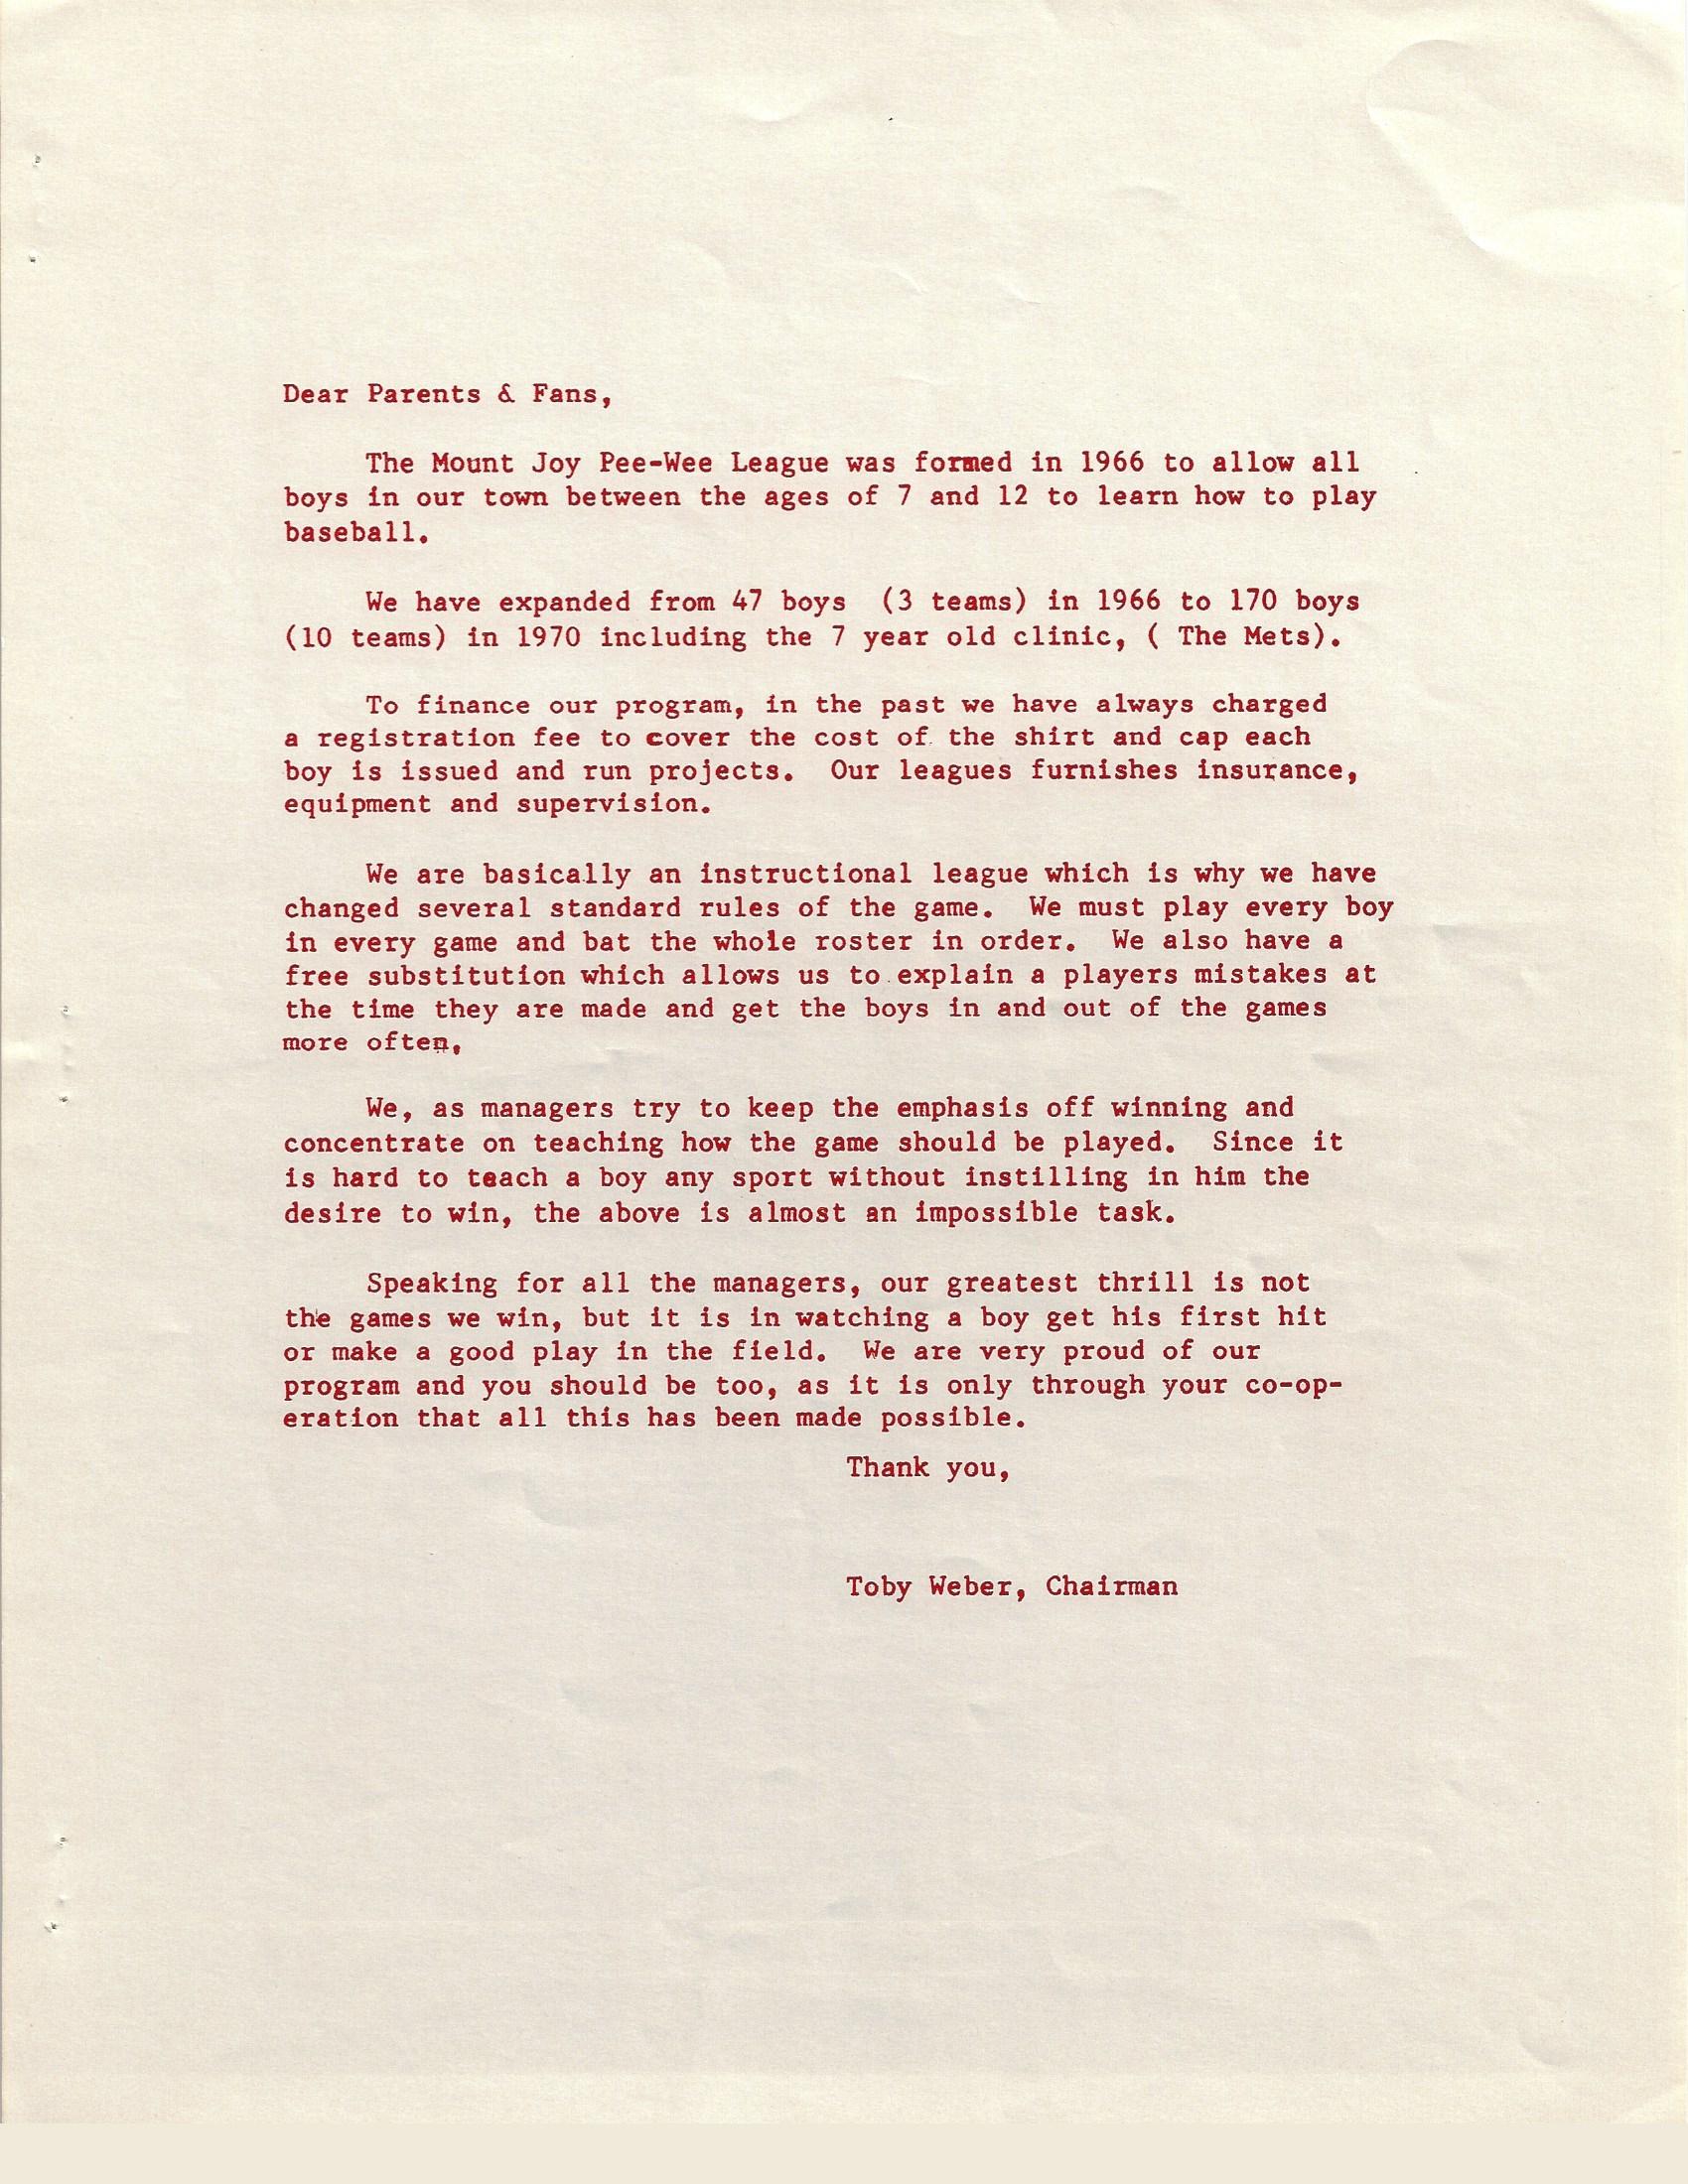 Dear Parents & Fans,
The Mount Joy Pee-Wee League was formed in 1966 to allow all
boys in our town between the ages of 7 and 12 to learn how to play
baseball.
We have expanded from 47 boys  (3 teams) in 1966 to 170 boys
(10 teams) in 1970 including the 7 year old clinic, ( The Mets).
To finance our program, in the past we have always charged
a registration fee to cover the cost of the shirt and cap each
boy is issued and run projects.  Our leagues furnishes insurance,
equipment and supervision.
We are basically an instructional league which is why we have
changed several standard rules of the game.  We must play every boy
in every game and bat the whole roster in order.  We also have a
free substitution which allows us to explain a players mistakes at
the time they are made and get the boys in and out of the games
more often,
We, as managers try to keep the emphasis off winning and
concentrate on teaching how the game should be played.  Since it
is hard to teach a boy any sport without instilling in him the
desire to win, the above is almost an impossible task.
Speaking for all the managers, our greatest thrill is not
the games we win, but it is in watching a boy get his first hit
or make a good play in the field.  We are very proud of our
program and you should be too, as it is only through your co-op-
eration that all this has been made possible.
Thank you,
Toby Weber, Chairman